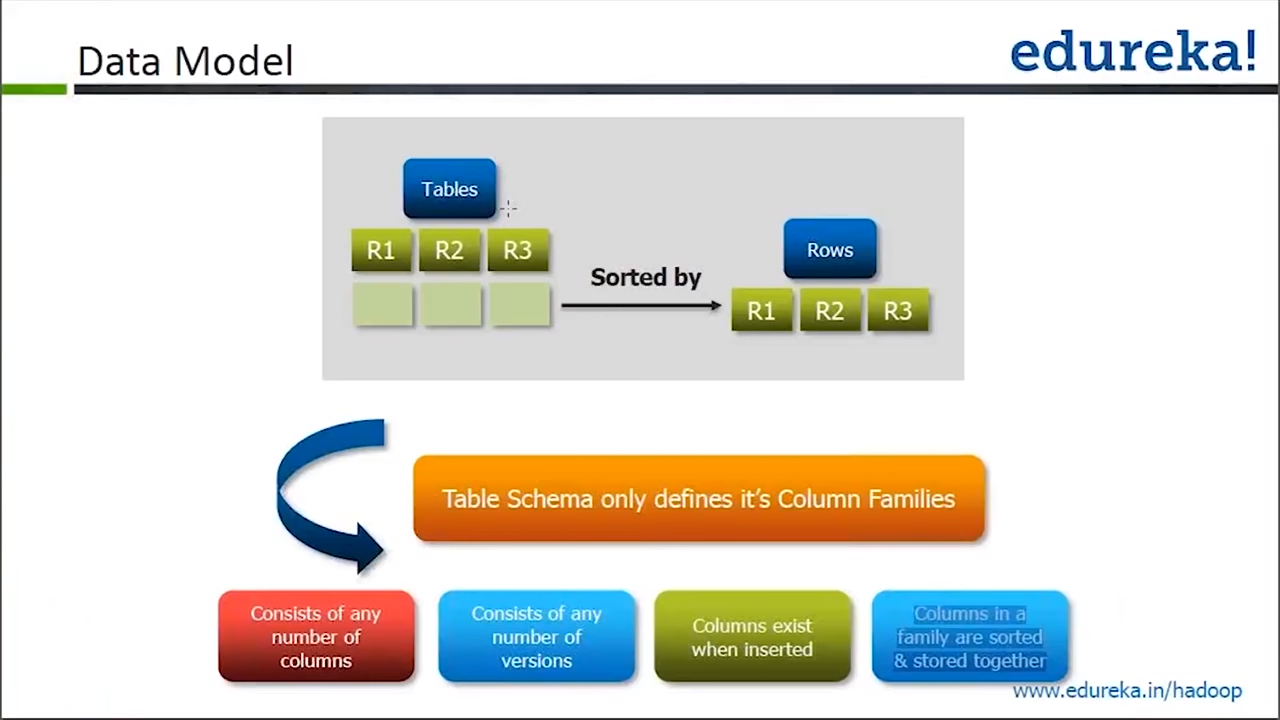 Data Model
edureka!
Tables
R1 R2 R3
Sorted by
Rows
R1 R2 R3
Table Schema only defines it's Column Families
Consists of any
number of
columns
Consists of any
number of
versions
Columns exist
when inserted
Columns in a
family are sorted
& stored together
www.edureka.in/hadoop